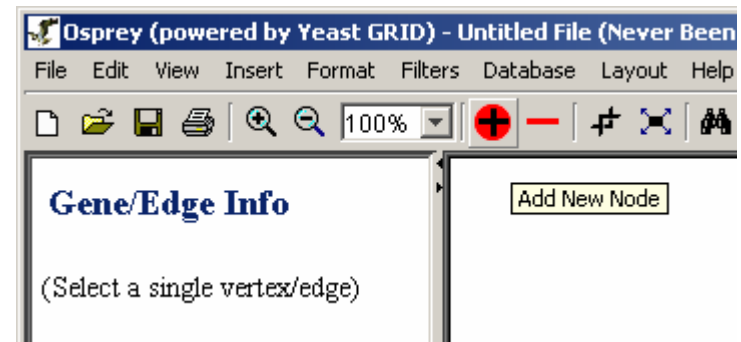 Osprey (powered by Yeast GRID) - Untitled File (Never Been
File Edit View Insert Format Filters Database Layout Help
100%
Gene/Edge Info
Add New Node
(Select a single vertex/edge)